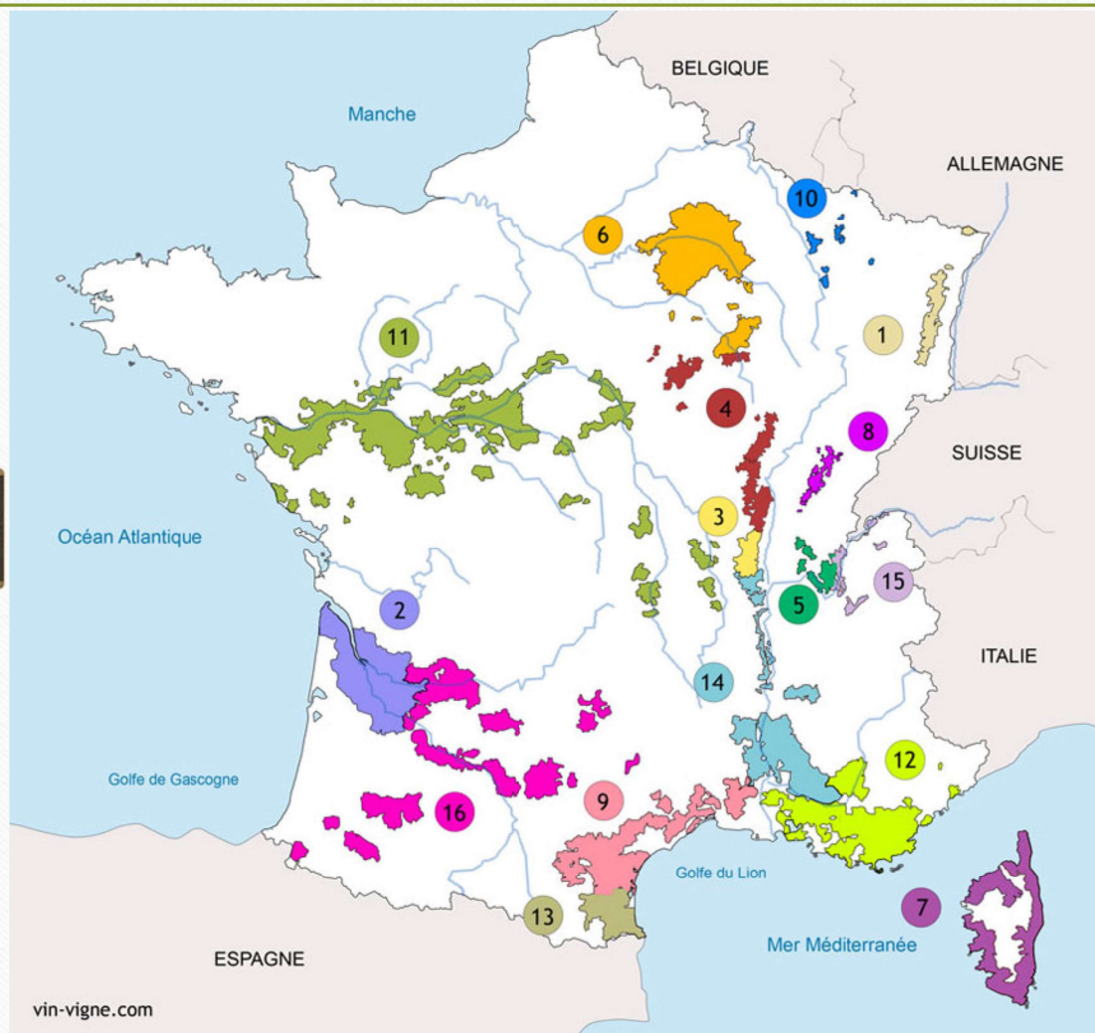 BELGIQUE
Manche
ALLEMAGNE
10
6
11
1
4
8
SUISSE
3
Océan Atlantique
15
2
5
ITALIE
14
12
Golfe de Gascogne
9
16
Golfe du Lion
7
13
Mer Méditerranée
ESPAGNE
vin-vigne.com